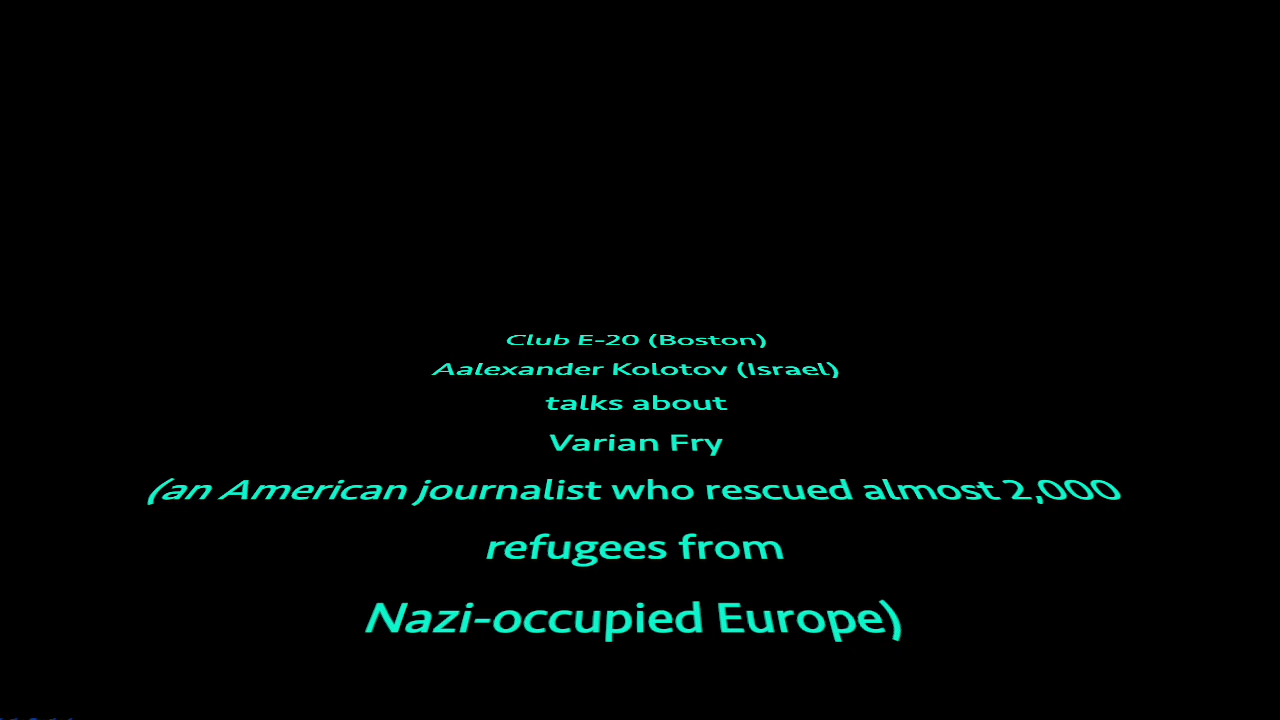 Club E-20 (Boston)
Aalexander Kolotov (Israel)
talks about
Varian Fry
(an American journalist who rescued almost 2,000
refugees from
Nazi-occupied Europe)